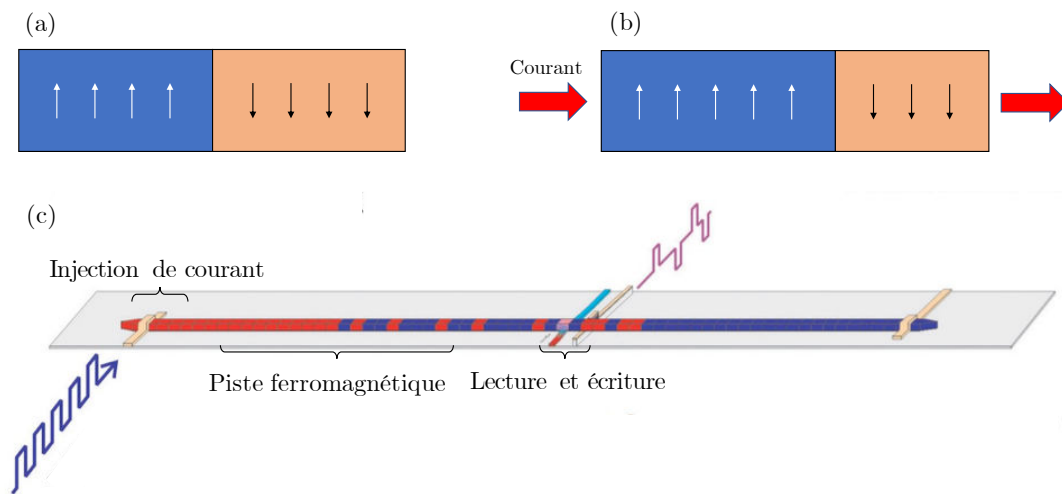 (a)
(b)
Courant
(c)
Injection de courant
Piste ferromagnétique
Lecture et écriture